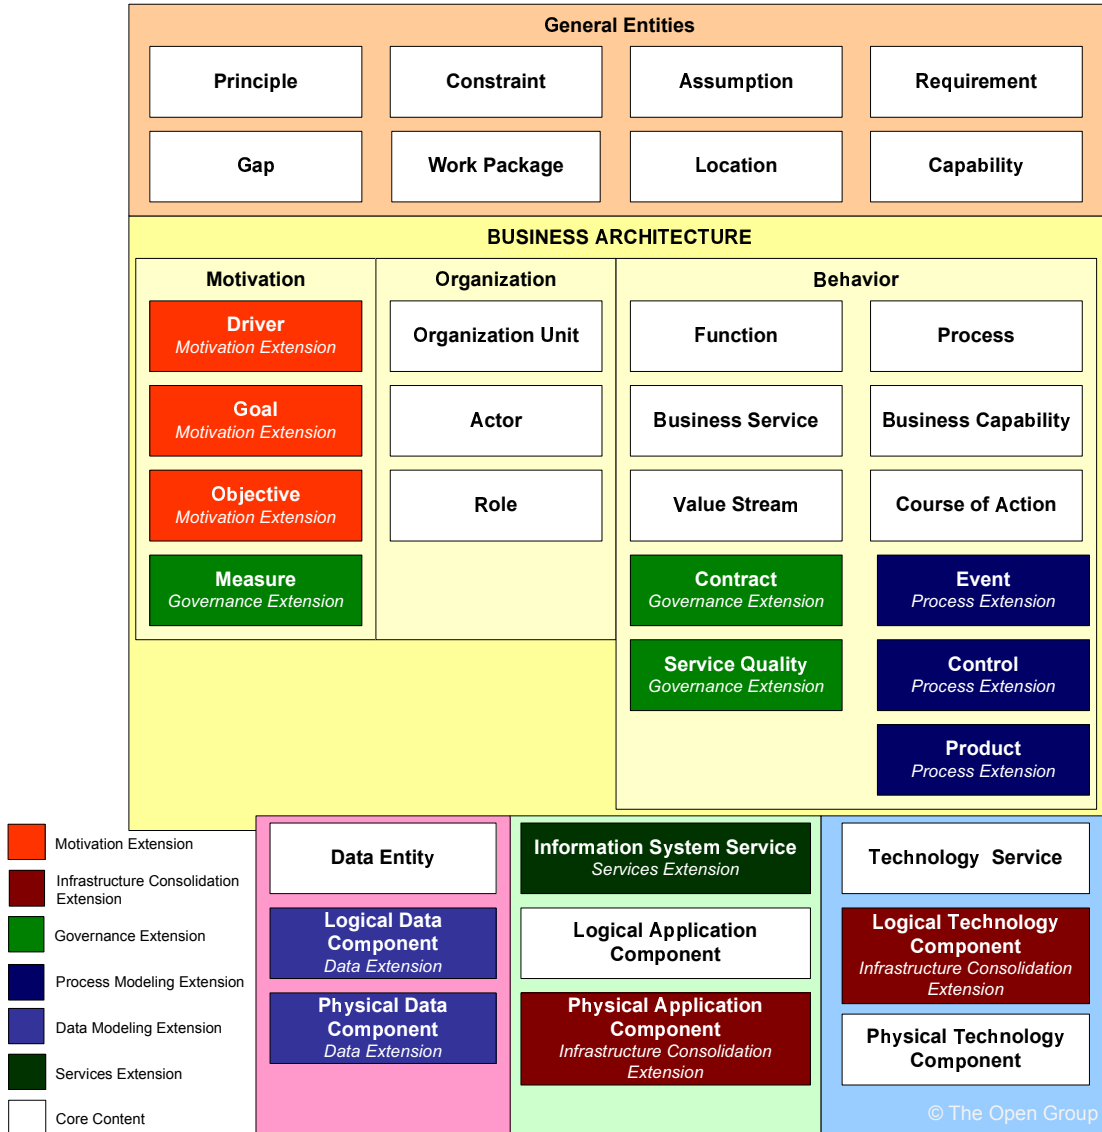 General Entities
Principle
Constraint
Assumption
Requirement
Gap
Work Package
Location
Capability
BUSINESS ARCHITECTURE
Motivation
Organization
Behavior
Driver
Motivation Extension
Organization Unit
Function
Process
Goal
Motivation Extension
Actor
Business Service
Business Capability
Objective
Motivation Extension
Role
Value Stream
Course of Action
Measure
Governance Extension
Contract
Governance Extension
Event
Process Extension
Service Quality
Governance Extension
Control
Process Extension
Product
Process Extension
Motivation Extension
Infrastructure Consolidation
Extension
Governance Extension
Process Modeling Extension
Data Modeling Extension
Services Extension
Core Content
Data Entity
Logical Data
Component
Data Extension
Physical Data
Component
Data Extension
Information System Service
Services Extension
Logical Application
Component
Physical Application
Component
Infrastructure Consolidation
Extension
Technology Service
Logical Technology
Component
Infrastructure Consolidation
Extension
Physical Technology
Component
© The Open Group